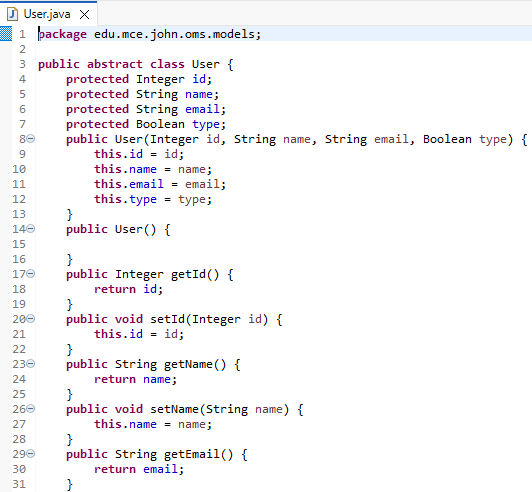 User.java
1 package edu.mce.john.oms.models;
2
3 public abstract class User {
4     protected Integer id;
5     protected String name;
6     protected String email;
7     protected Boolean type;
8     public User(Integer id, String name, String email, Boolean type) {
9         this.id = id;
10         this.name = name;
11         this.email = email;
12         this.type = type;
13     }
14     public User() {
15
16     }
17     public Integer getId() {
18         return id;
19     }
20     public void setId(Integer id) {
21         this.id = id;
22     }
23     public String getName() {
24         return name;
25     }
26     public void setName(String name) {
27         this.name = name;
28     }
29     public String getEmail() {
30         return email;
31     }